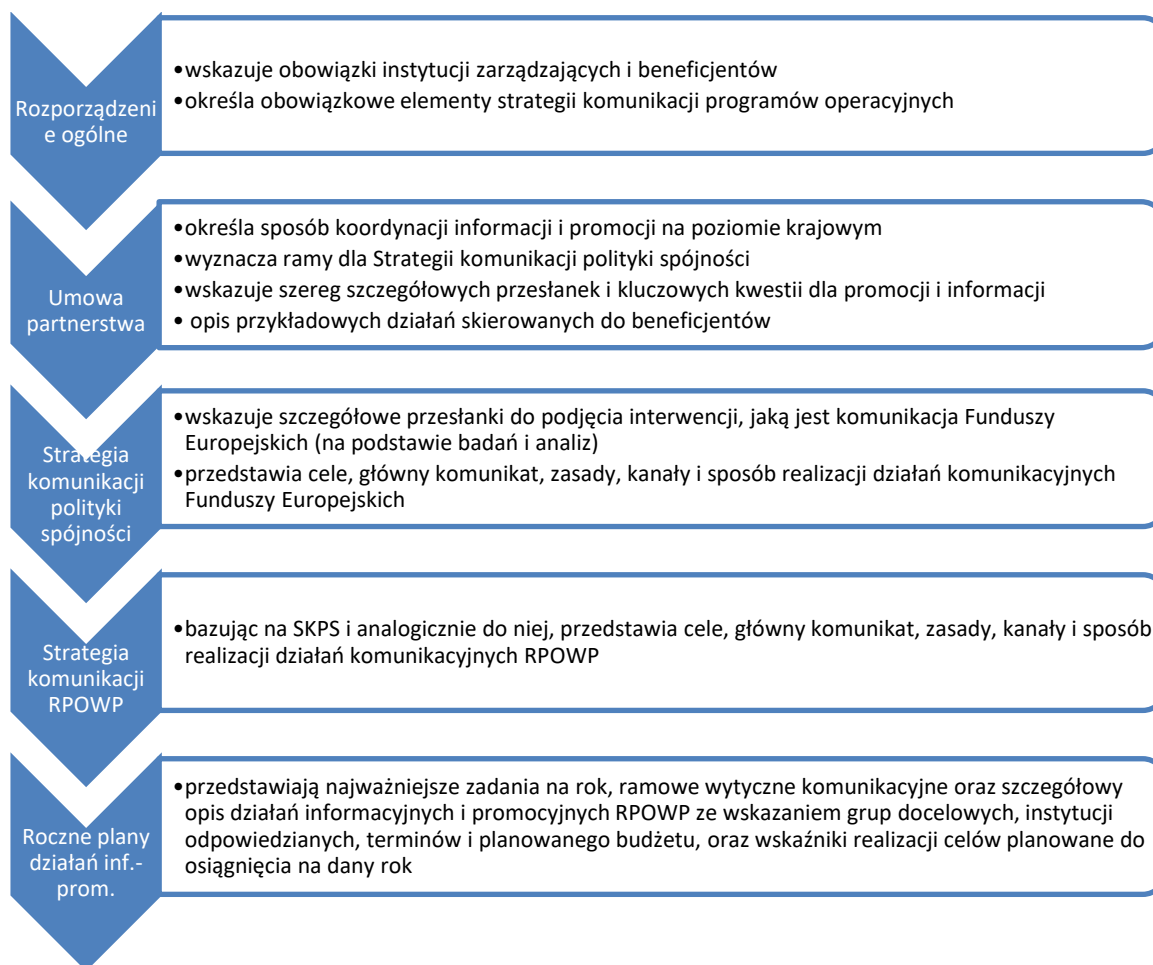 Rozporządzeni
e ogólne
•wskazuje obowiązki instytucji zarządzających i beneficjentów
•określa obowiązkowe elementy strategii komunikacji programów operacyjnych
Umowa
partnerstwa
•określa sposób koordynacji informacji i promocji na poziomie krajowym
•wyznacza ramy dla Strategii komunikacji polityki spójności
•wskazuje szereg szczegółowych przesłanek i kluczowych kwestii dla promocji i informacji
• opis przykładowych działań skierowanych do beneficjentów
Strategia
komunikacji
polityki
spójności
•wskazuje szczegółowe przesłanki do podjęcia interwencji, jaką jest komunikacja Funduszy
Europejskich (na podstawie badań i analiz)
•przedstawia cele, główny komunikat, zasady, kanały i sposób realizacji działań komunikacyjnych
Funduszy Europejskich
Strategia
komunikacji
RPOWP
•bazując na SKPS i analogicznie do niej, przedstawia cele, główny komunikat, zasady, kanały i sposób
realizacji działań komunikacyjnych RPOWP
Roczne plany
działań inf.-
prom.
•przedstawiają najważniejsze zadania na rok, ramowe wytyczne komunikacyjne oraz szczegółowy
opis działań informacyjnych i promocyjnych RPOWP ze wskazaniem grup docelowych, instytucji
odpowiedzianych, terminów i planowanego budżetu, oraz wskaźniki realizacji celów planowane do
osiągnięcia na dany rok